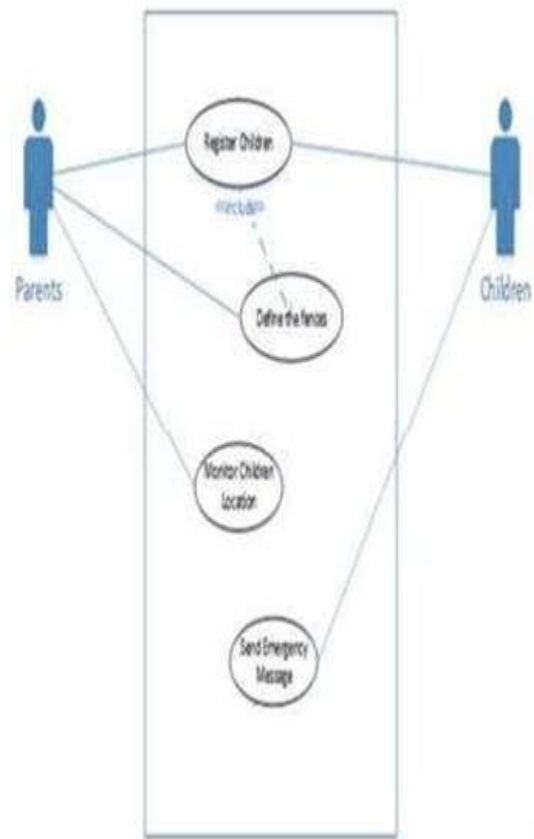 Register Children
<<include>>
Parents
Children
Define the fences
Monitor Children
Location
Send Emergency
Message